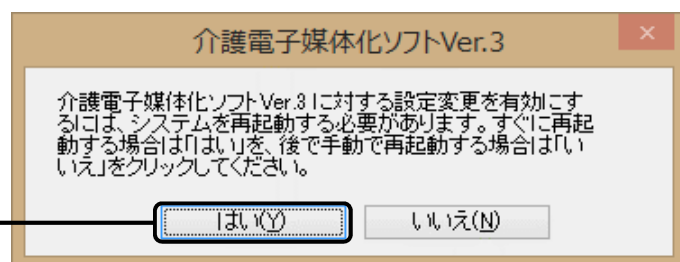 介護電子媒体化ソフトVer.3
介護電子媒体化ソフトVer.3に対する設定変更を有効にす
るには、システムを再起動する必要があります。すぐに再起
動する場合は「はい」を、後で手動で再起動する場合は「い
いえ」をクリックしてください。
はい(Y)
いいえ(N)